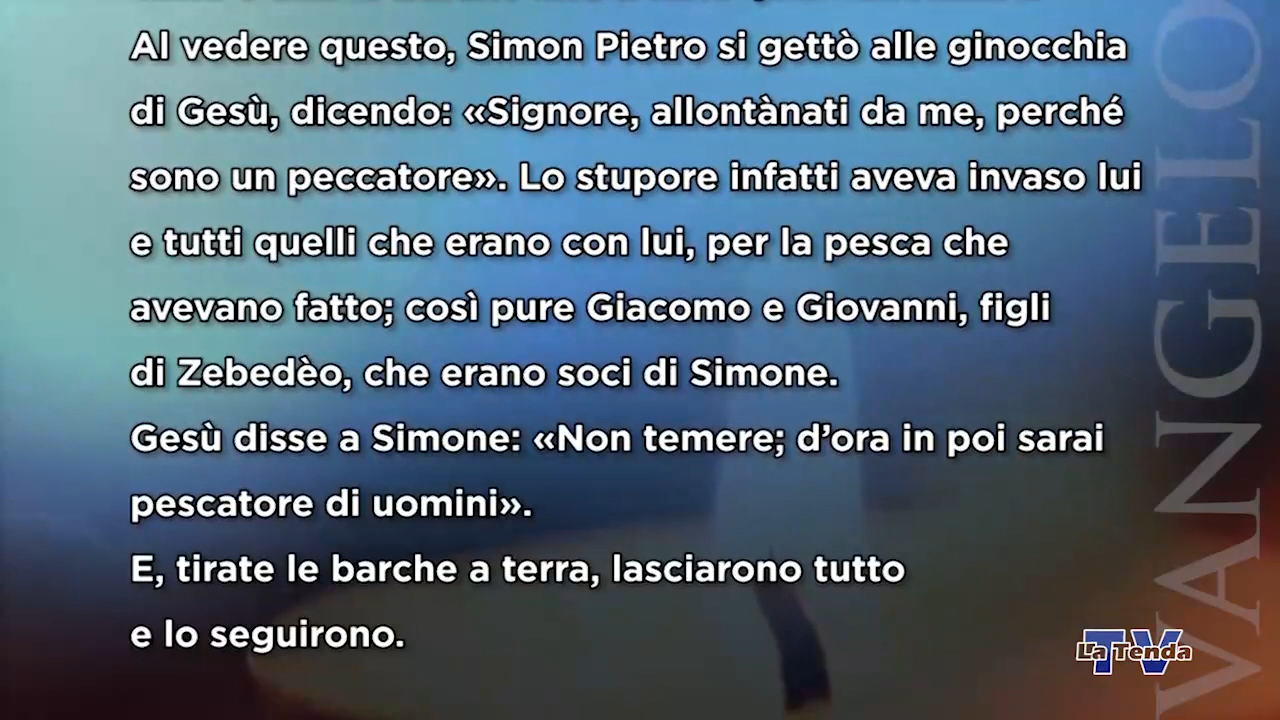 Al vedere questo, Simon Pietro si gettò alle ginocchia
di Gesù, dicendo: «Signore, allontànati da me, perché
sono un peccatore». Lo stupore infatti aveva invaso lui
e tutti quelli che erano con lui, per la pesca che
avevano fatto; così pure Giacomo e Giovanni, figli
di Zebedèo, che erano soci di Simone.
Gesù disse a Simone: «Non temere; d’ora in poi sarai
pescatore di uomini».
E, tirate le barche a terra, lasciarono tutto
e lo seguirono.
VANGELO
La Tenda
TV